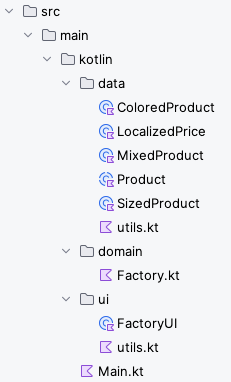 src
main
kotlin
data
ColoredProduct
LocalizedPrice
MixedProduct
Product
SizedProduct
utils.kt
domain
Factory.kt
ui
FactoryUI
utils.kt
Main.kt